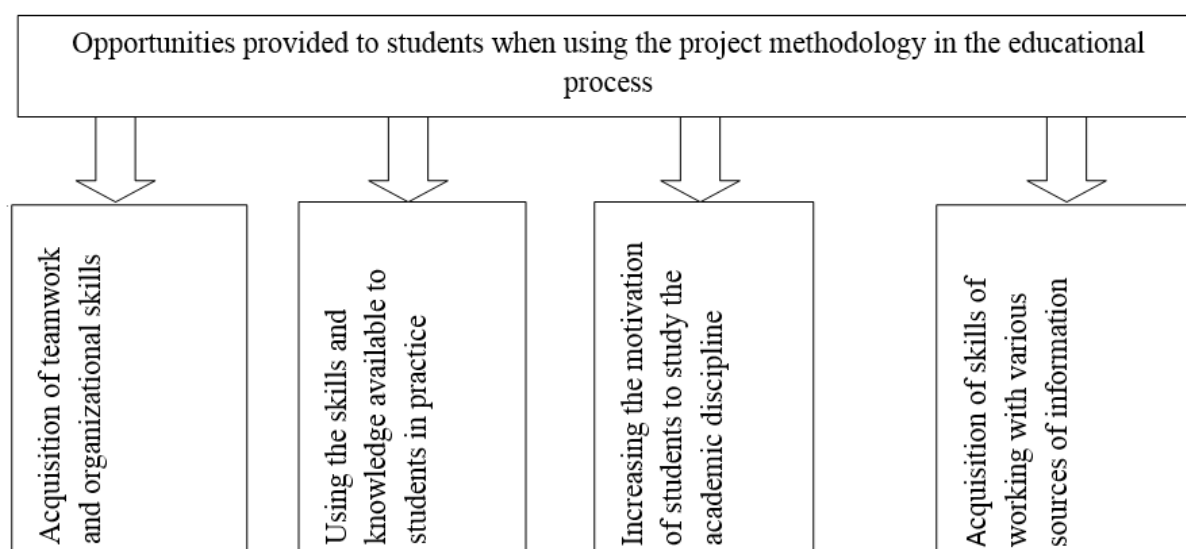 Opportunities provided to students when using the project methodology in the educational
process
Acquisition of teamwork
and organizational skills
Using the skills and
knowledge available to
students in practice
Increasing the motivation
of students to study the
academic discipline
Acquisition of skills of
working with various
sources of information